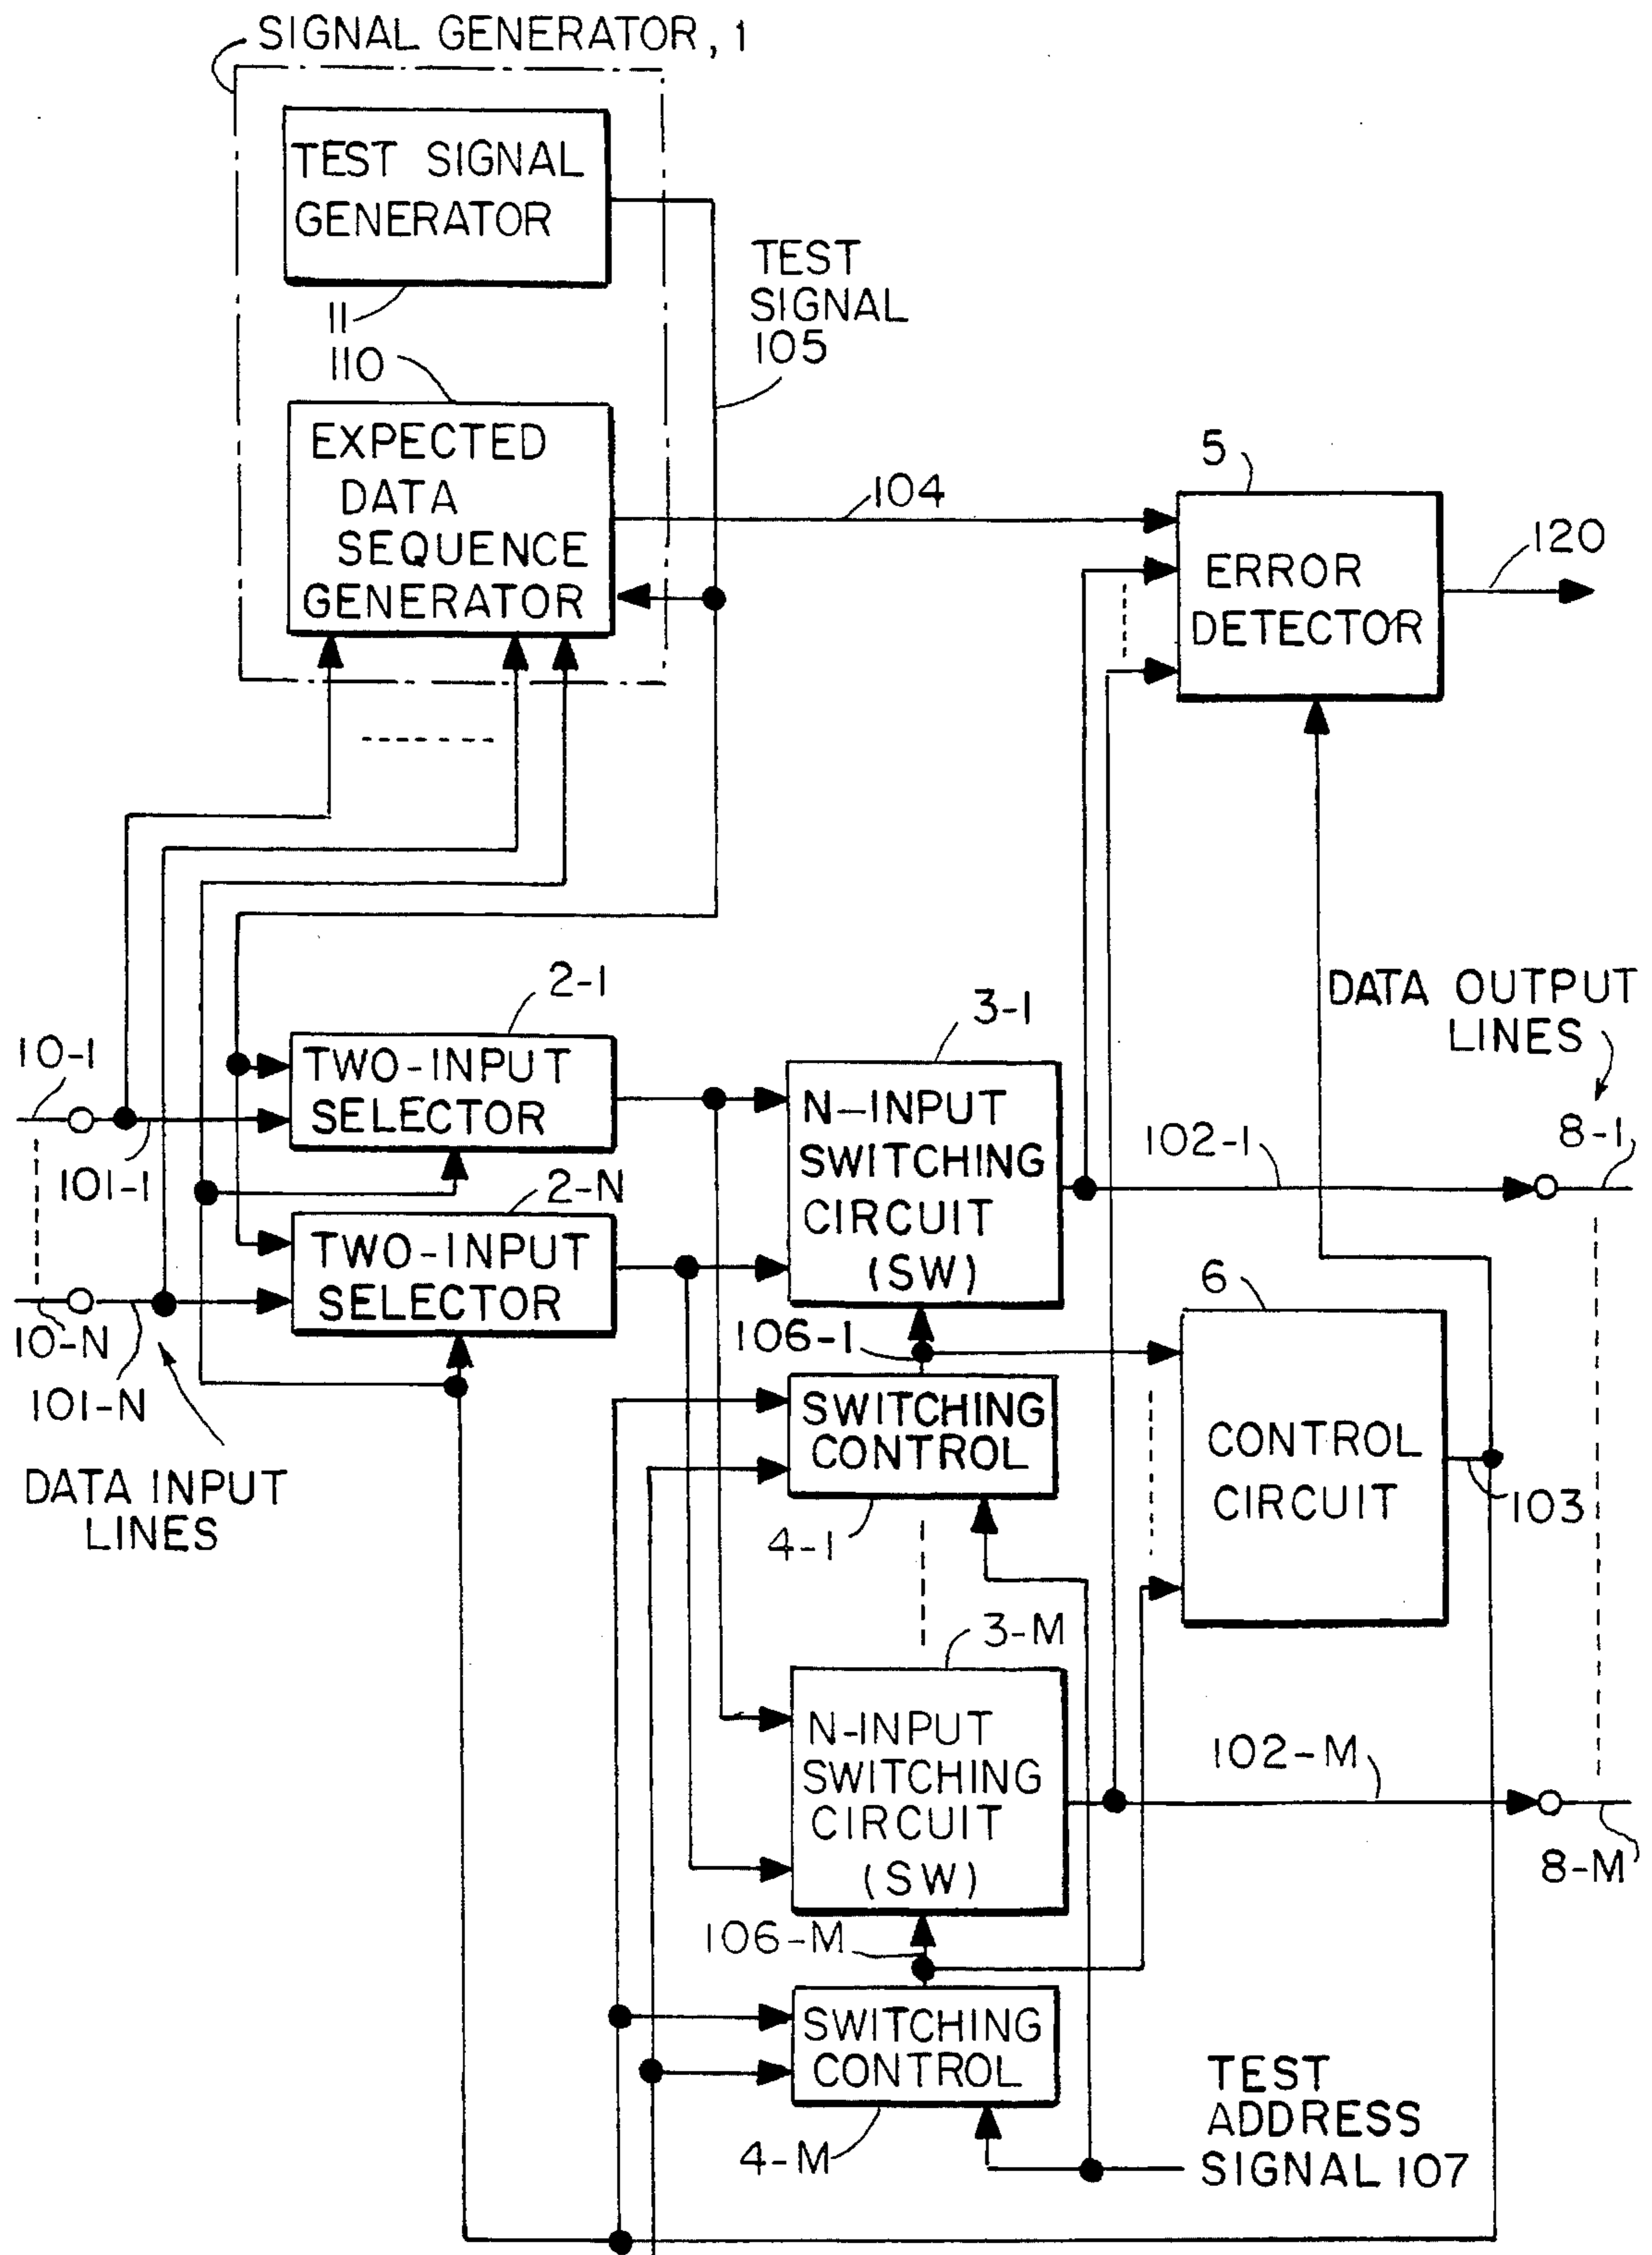 SIGNAL GENERATOR, 1
TEST SIGNAL
GENERATOR
11
110
TEST
SIGNAL
105
EXPECTED
DATA
SEQUENCE
GENERATOR
104
5
ERROR
DETECTOR
120
2-1
10-1
TWO-INPUT
SELECTOR
101-1
2-N
TWO-INPUT
SELECTOR
10-N
101-N
DATA INPUT
LINES
3-1
N-INPUT
SWITCHING
CIRCUIT
(SW)
102-1
DATA OUTPUT
LINES
8-1
106-1
SWITCHING
CONTROL
4-1
6
CONTROL
CIRCUIT
103
3-M
N-INPUT
SWITCHING
CIRCUIT
(SW)
102-M
8-M
106-M
SWITCHING
CONTROL
4-M
TEST
ADDRESS
SIGNAL 107